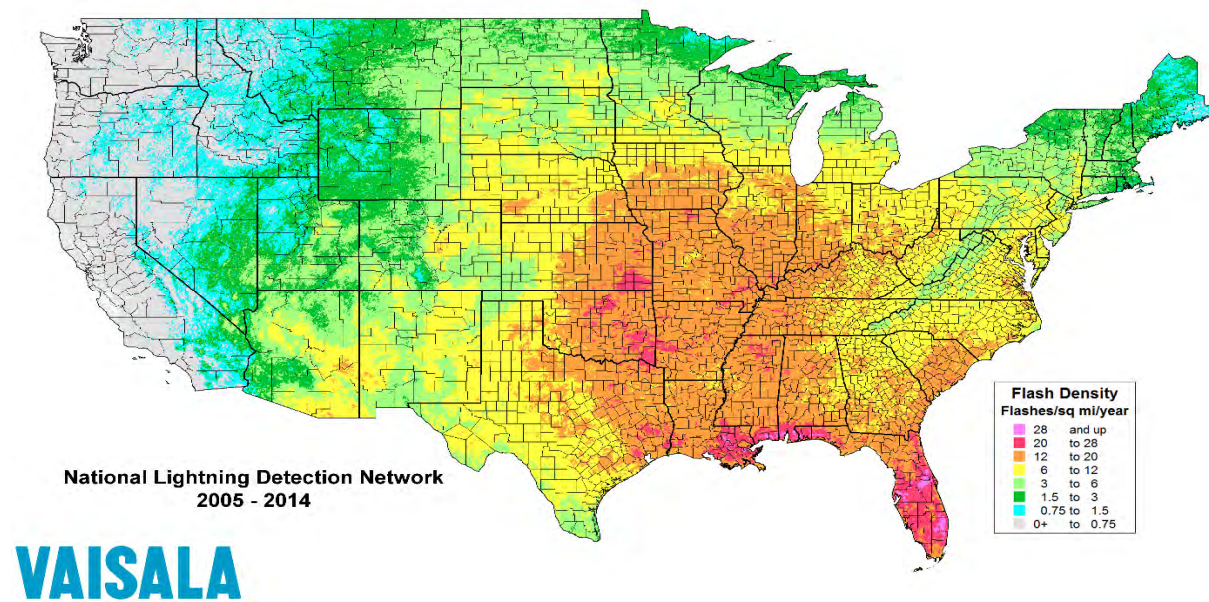 National Lightning Detection Network
2005 - 2014
VAISALA
Flash Density
Flashes/sq mi/year
28 and up
20 to 28
12 to 20
6 to 12
3 to 6
1.5 to 3
0.75 to 1.5
0+ to 0.75